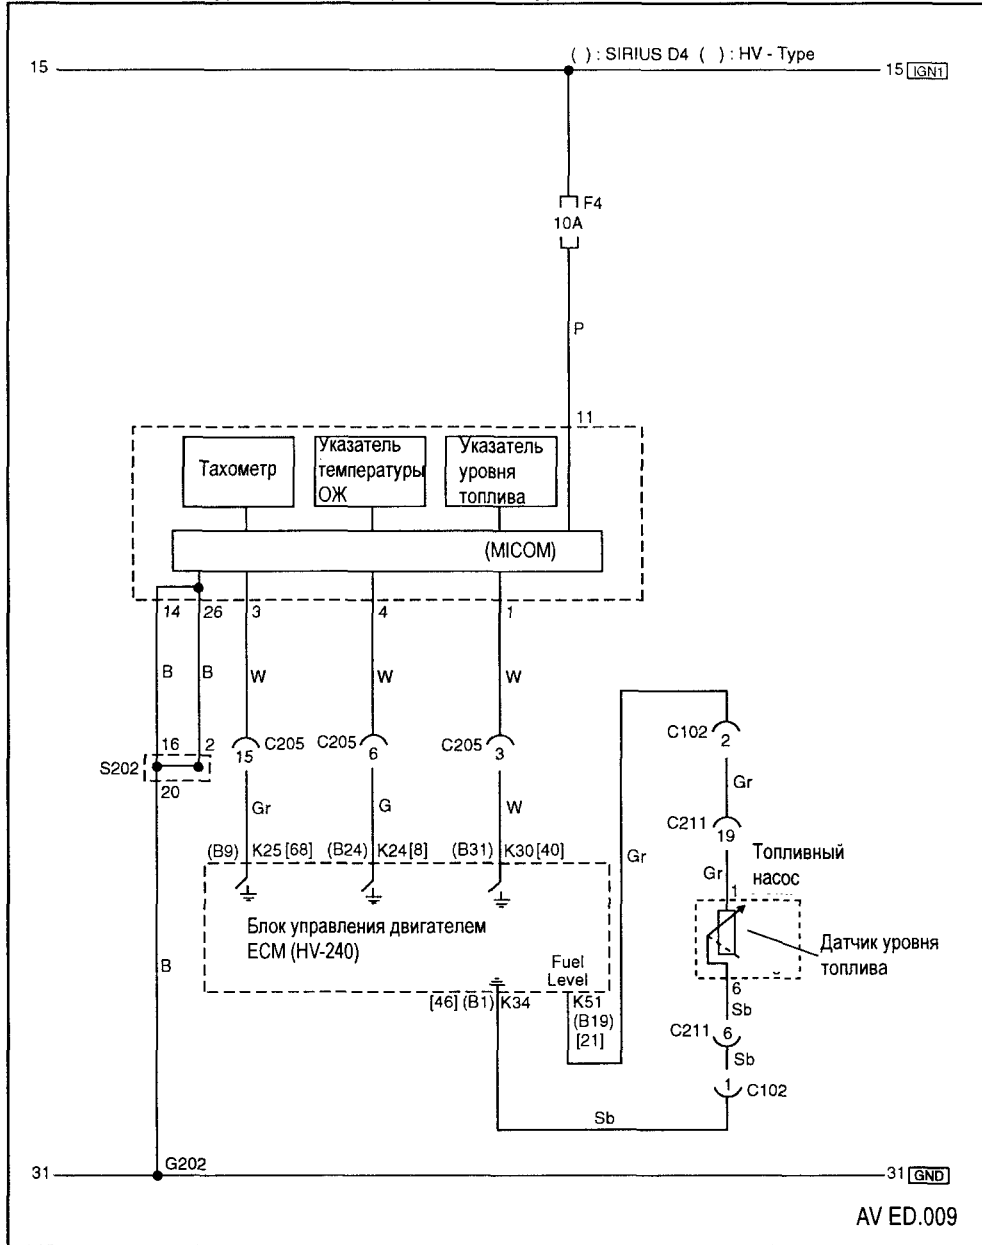 ( ) : SIRIUS D4 ( ) : HV - Type
15
15 IGN1
F4
10A
P
11
Тахометр
Указатель
температуры
ОЖ
Указатель
уровня
топлива
(MICOM)
14 26 3 4 1
B B W W W
16 2 C205 C205 C205
15 6 3
S202
20
Gr G W
C102
2
Gr
C211
19
Gr
Gr
1
Топливный
насос
(B9) K25 [68] (B24) K24 [8] (B31) K30 [40]
Блок управления двигателем
ECM (HV-240)
Fuel
Level
Датчик уровня
топлива
B
[46] (B1) K34
K51
(B19)
[21]
6
Sb
C211 6
Sb
1 C102
Sb
G202
31
31 GND
AV ED.009